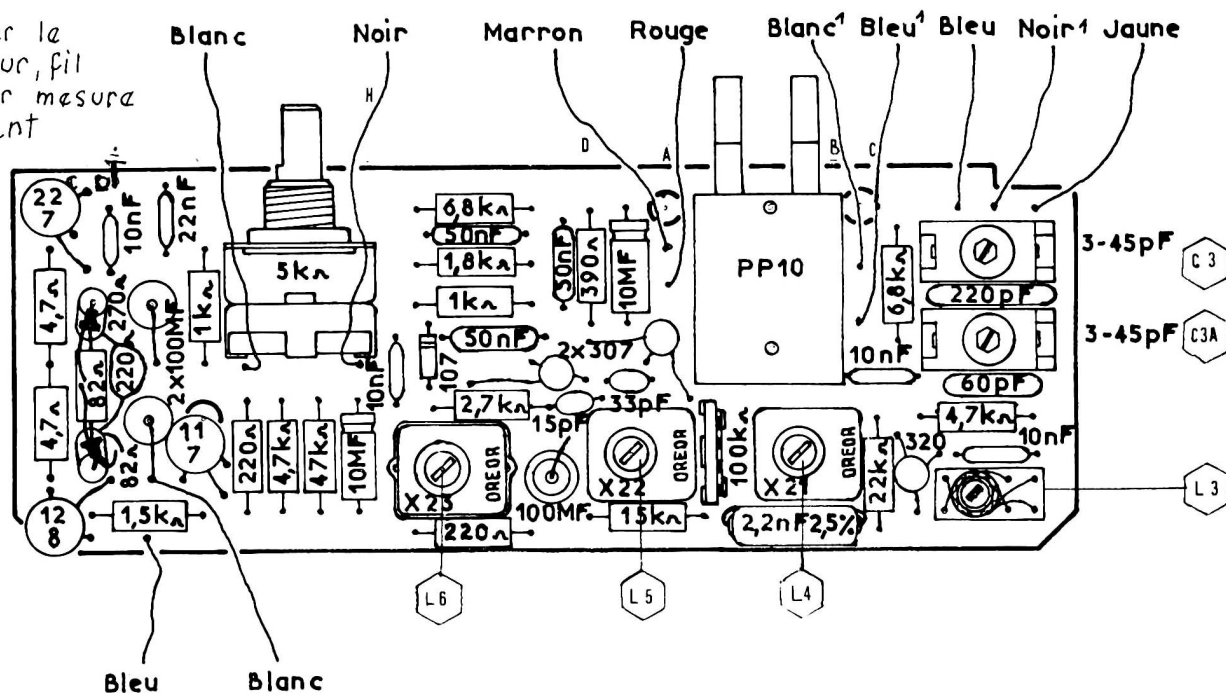 r le
ur, fil
r mesure
nt
Blanc
Noir
Marron
Rouge
Blanc¹
Bleu¹
Bleu
Noir¹
Jaune
H
D
A
B
C
22
7
10nF
22nF
5kΩ
6,8kΩ
50nF
1,8kΩ
1kΩ
50nF
50nF
390Ω
10MF
PP10
6,8kΩ
3-45pF
C3
220pF
3-45pF
C3A
10nF
60pF
4,7Ω
270Ω
2x100MF
1kΩ
82Ω
220Ω
4,7Ω
82Ω
10nF
107
2x307
2,7kΩ
33pF
15pF
11
7
220Ω
4,7kΩ
47kΩ
10MF
X23
OREOR
100MF
X22
OREOR
100kΩ
X21
OREOR
22kΩ
320
4,7kΩ
10nF
L3
12
8
1,5kΩ
220Ω
15kΩ
2,2nF2,5%
L6
L5
L4
Bleu
Blanc